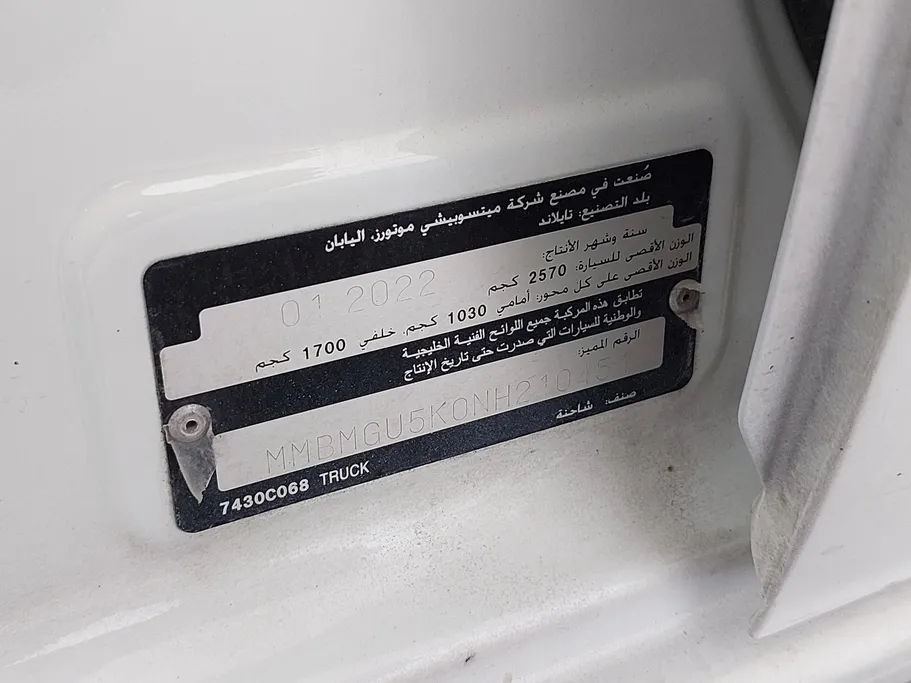 صُنعت في مصنع شركة ميتسوبيشي موتورز. اليابان
بلد التصنيع: تايلاند
سنة وشهر الأنتاج: 01 2022
الوزن الأقصى للسيارة: 2570 كجم
الوزن الأقصى على كل محور: أمامي 1030 كجم. خلفي 1700 كجم
تطابق هذه المركبة جميع اللوائح الفنية الخليجية
والوطنية للسيارات التي صدرت حتى تاريخ الإنتاج
الرقم المميز:
MMBMGU5K0NH21045
صنف: شاحنة
7430C068 TRUCK